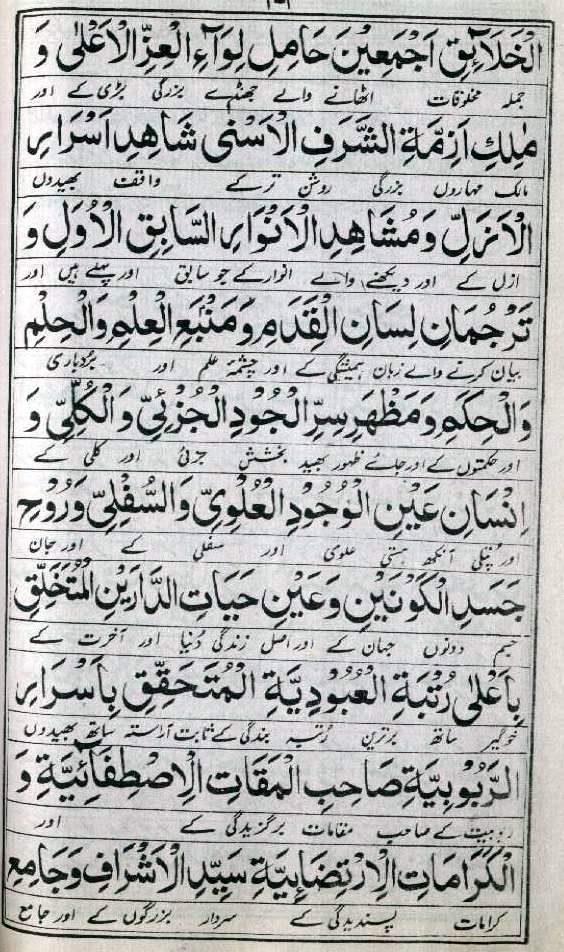 ۱۰۱
الْخَلَآئِقِ اَجْمَعِيْنَ حَامِلِ لِوَآءِ الْعِزِّ الْاَعْلٰى وَ
جملہ مخلوقات اٹھانے والے جھنڈے بزرگی بڑی کے اور
مٰلِكِ اَزِمَّةِ الشَّرَفِ الْاَسْنٰى شَاهِدِ اَسْرَارِ
مالک مہاروں بزرگی روشن تر کے واقف بھیدوں
الْاَزَلِّ وَمُشَاهِدِ الْاَنْوَارِ السَّابِقِ الْاُوَلِ وَ
ازل کے اور دیکھنے والے انوار کے جو سابق اور پہلے ہیں اور
تَرْجُمَانِ لِسَانِ الْقِدَمِ وَمَنْبَعِ الْعِلْمِ وَالْحِلْمِ
بیان کرنے والے زبان ہمیشگی کے اور چشمۂ علم اور بردباری
وَالْحِكَمِ وَمَظْهَرِ سِرِّ الْجُودِ الْجُزْئِيِّ وَالْكُلِّيِّ وَ
اور حکمتوں کے اور جائے ظہور بھید بخشش جزئی اور کلی کے
اِنْسَانِ عَيْنِ الْوُجُودِ الْعُلْوِيِّ وَالسُّفْلِيِّ وَرُوْحِ
اور پتلی آنکھ ہستی علوی اور سفلی کے اور جان
جَسَدِ الْكَوْنَيْنِ وَعَيْنِ حَيَاتِ الدَّارَيْنِ الْمُتَخَلِّقِ
جسم دونوں جہان کے اور اصل زندگی دنیا اور آخرت کے
بِاَعْلٰى رُتْبَةِ الْعُبُودِيَّةِ الْمُتَحَقِّقِ بِاَسْرَارِ
خوگیر ساتھ برترین رتبہ بندگی کے ثابت آراستہ ساتھ بھیدوں
الرَّبُوْبِيَّةِ صَاحِبِ الْمَقَاتِ الْاِصْطِفَائِيَّةِ وَ
ربوبیت کے صاحب مقامات برگزیدگی کے اور
الْكَرَامَاتِ الْاِرْتِضَائِيَّةِ سَيِّدِ الْاَشْرَافِ وَجَامِعِ
کرامات پسندیدگی کے سردار بزرگوں کے اور جامع